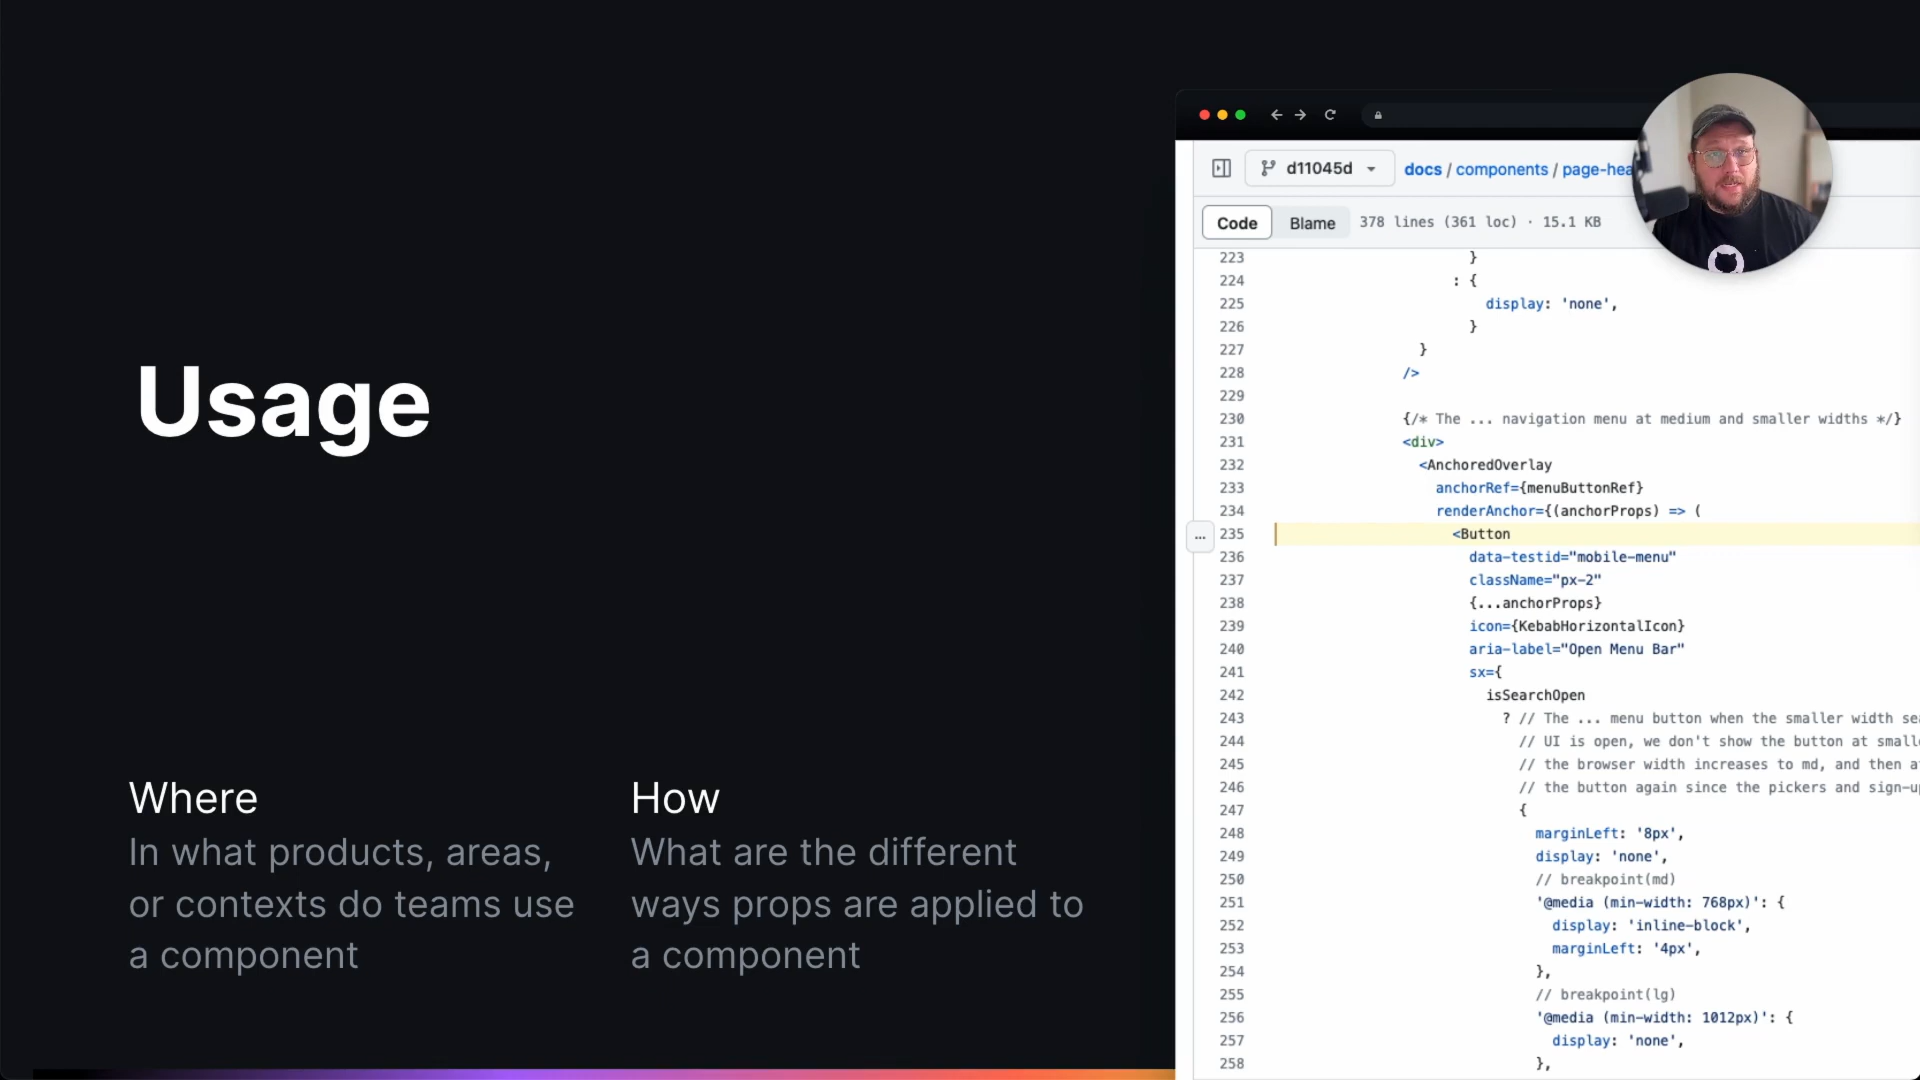 Usage
Where
In what products, areas,
or contexts do teams use
a component
How
What are the different
ways props are applied to
a component
d11045d
docs / components / page-hea
Code Blame 378 lines (361 loc) · 15.1 KB
223 }
224 : {
225 display: 'none',
226 }
227 }
228 />
229
230 {/* The ... navigation menu at medium and smaller widths */}
231 <div>
232 <AnchoredOverlay
233 anchorRef={menuButtonRef}
234 renderAnchor={(anchorProps) => (
... 235 <Button
236 data-testid="mobile-menu"
237 className="px-2"
238 {...anchorProps}
239 icon={KebabHorizontalIcon}
240 aria-label="Open Menu Bar"
241 sx={
242 isSearchOpen
243 ? // The ... menu button when the smaller width se
244 // UI is open, we don't show the button at small
245 // the browser width increases to md, and then a
246 // the button again since the pickers and sign-u
247 {
248 marginLeft: '8px',
249 display: 'none',
250 // breakpoint(md)
251 '@media (min-width: 768px)': {
252 display: 'inline-block',
253 marginLeft: '4px',
254 },
255 // breakpoint(lg)
256 '@media (min-width: 1012px)': {
257 display: 'none',
258 },